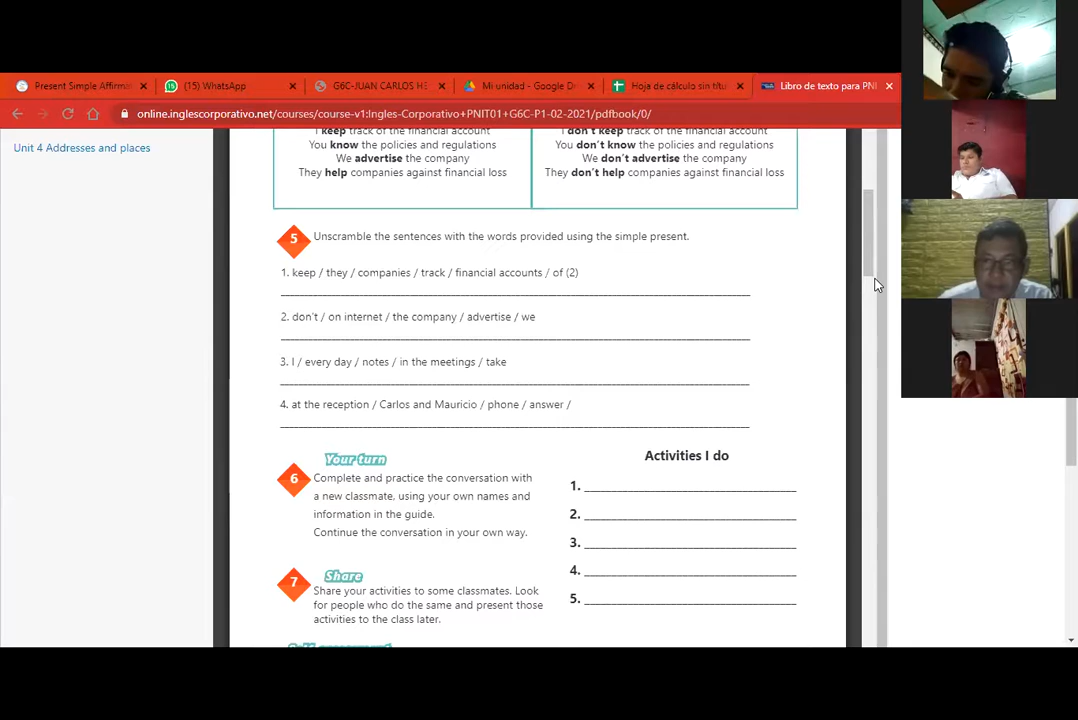 Present Simple Affirma
(15) WhatsApp
G6C-JUAN CARLOS HE
Mi unidad - Google D
Hoja de cálculo sin títu
Libro de texto para PNI
online.inglescorporativo.net/courses/course-v1:Ingles-Corporativo+PNIT01+G6C-P1-02-2021/pdfbook/0/
Unit 4 Addresses and places
I keep track of the financial account
You know the policies and regulations
We advertise the company
They help companies against financial loss
I don't keep track of the financial account
You don't know the policies and regulations
We don't advertise the company
They don't help companies against financial loss
5 Unscramble the sentences with the words provided using the simple present.
1. keep / they / companies / track / financial accounts / of (2)
2. don't / on internet / the company / advertise / we
3. I / every day / notes / in the meetings / take
4. at the reception / Carlos and Mauricio / phone / answer /
Your turn
6 Complete and practice the conversation with
a new classmate, using your own names and
information in the guide.
Continue the conversation in your own way.
Activities I do
1.
2.
3.
4.
5.
Share
7 Share your activities to some classmates. Look
for people who do the same and present those
activities to the class later.